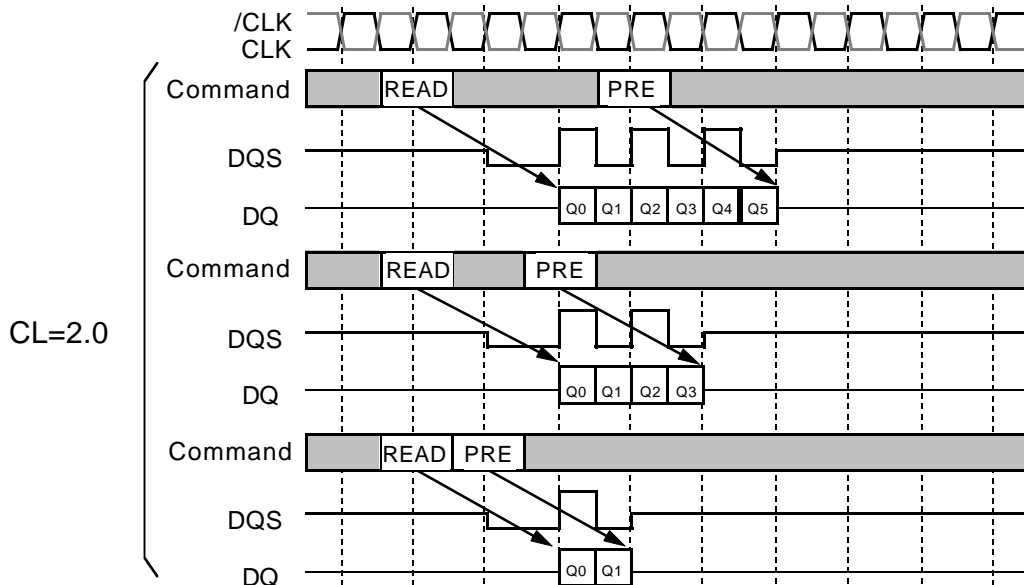 /CLK
CLK
Command READ PRE
DQS
DQ Q0 Q1 Q2 Q3 Q4 Q5
Command READ PRE
CL=2.0
DQS
DQ Q0 Q1 Q2 Q3
Command READ PRE
DQS
DQ Q0 Q1